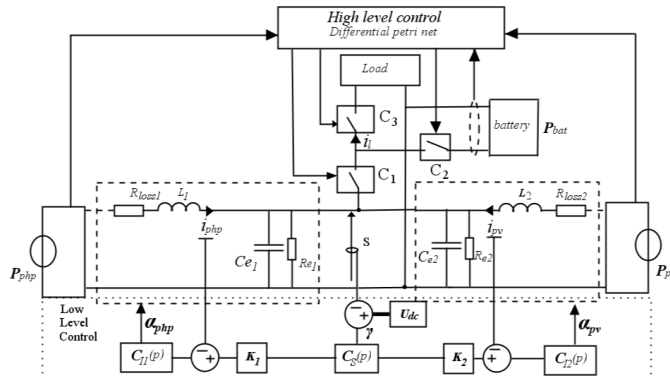 High level control
Differential petri net
Load
C3
il
battery
Pbat
C2
C1
Rloss1
L1
L2
Rloss2
iphp
S
ipv
Pphp
Ce1
Re1
Ce2
Re2
Pp
Low
Level
Control
αphp
γ
Udc
αpv
CI1(p)
K1
CS(p)
K2
CI2(p)